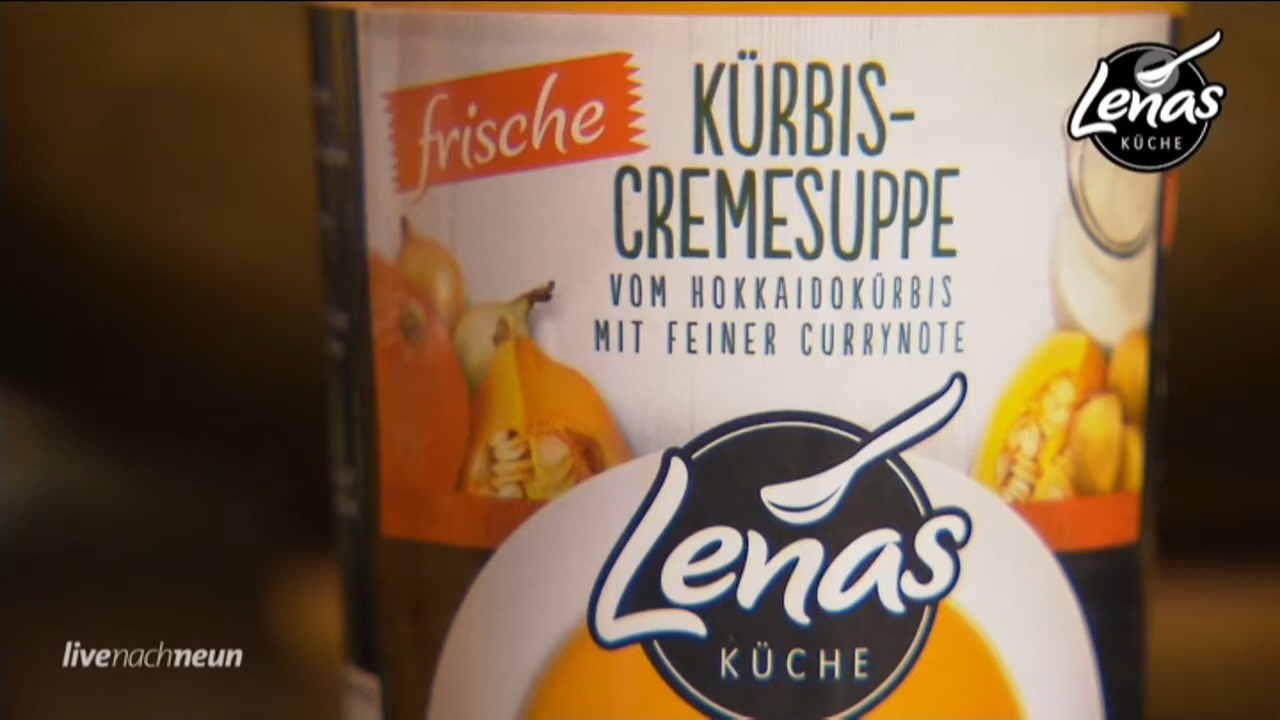 frische
KÜRBIS-
CREMESUPPE
VOM HOKKAIDOKÜRBIS
MIT FEINER CURRYNOTE
Lenas
KÜCHE
Lenas
KÜCHE
livenachneun